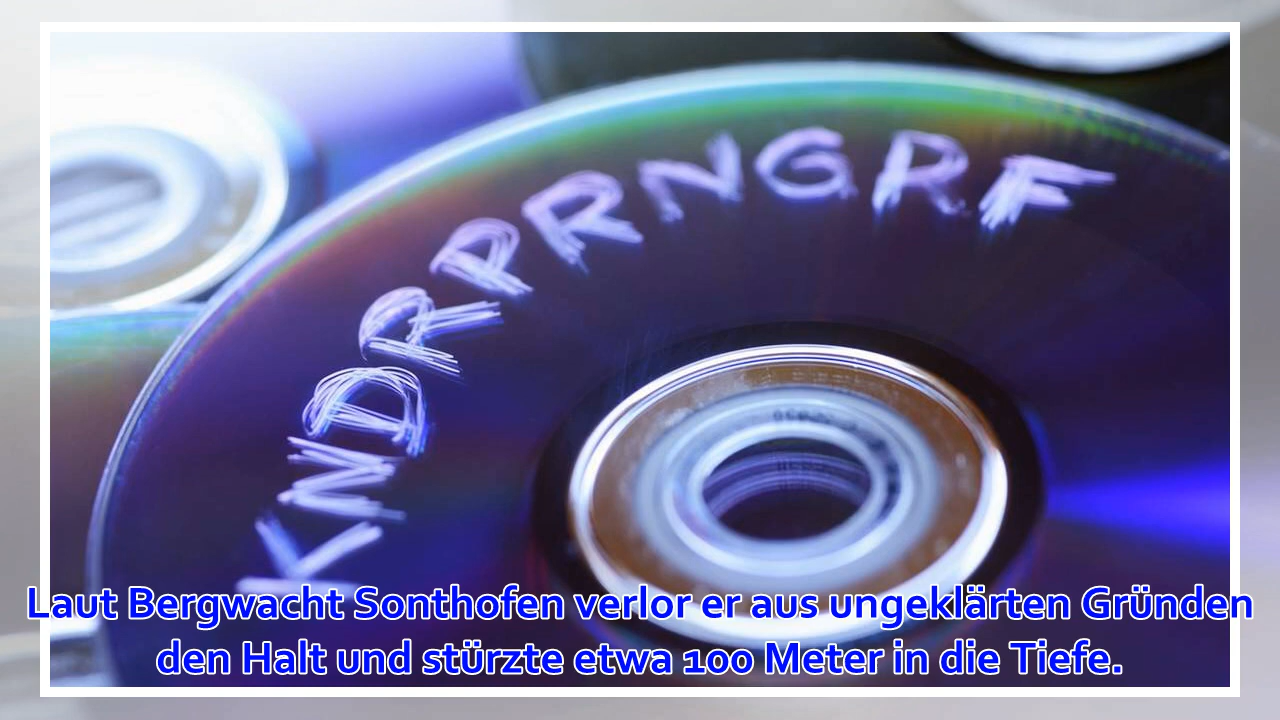 KNDRPRNGRF
Laut Bergwacht Sonthofen verlor er aus ungeklärten Gründen
den Halt und stürzte etwa 100 Meter in die Tiefe.